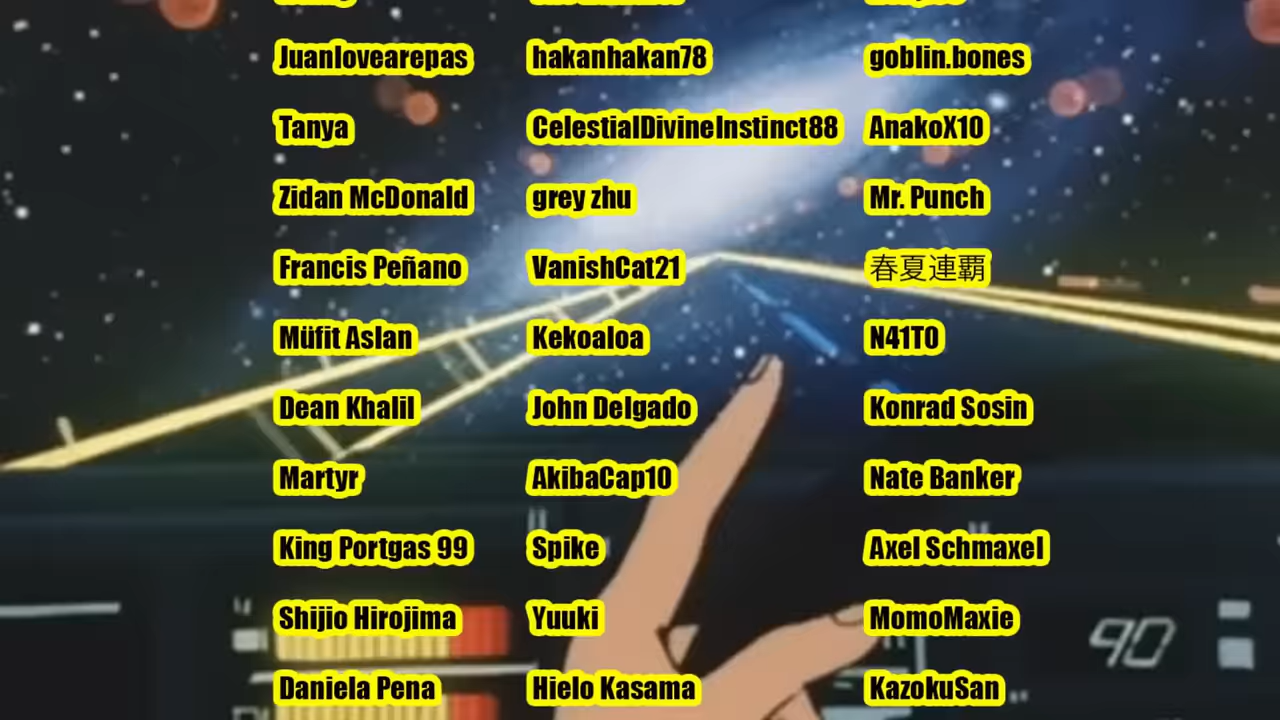 Juanlovearepas hakanhakan78 goblin.bones
Tanya CelestialDivineInstinct88 AnakoX10
Zidan McDonald grey zhu Mr. Punch
Francis Peñano VanishCat21 春夏連覇
Müfit Aslan Kekoaloa N41T0
Dean Khalil John Delgado Konrad Sosin
Martyr AkibaCap10 Nate Banker
King Portgas 99 Spike Axel Schmaxel
Shijio Hirojima Yuuki MomoMaxie
90
Daniela Pena Hielo Kasama KazokuSan